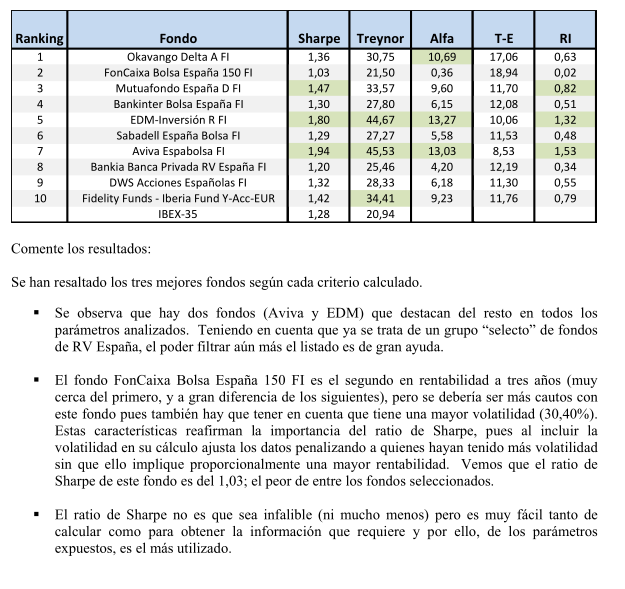 Ranking Fondo Sharpe Treynor Alfa T-E RI
1 Okavango Delta A FI 1,36 30,75 10,69 17,06 0,63
2 FonCaixa Bolsa España 150 FI 1,03 21,50 0,36 18,94 0,02
3 Mutuafondo España D FI 1,47 33,57 9,60 11,70 0,82
4 Bankinter Bolsa España FI 1,30 27,80 6,15 12,08 0,51
5 EDM-Inversión R FI 1,80 44,67 13,27 10,06 1,32
6 Sabadell España Bolsa FI 1,29 27,27 5,58 11,53 0,48
7 Aviva Espabolsa FI 1,94 45,53 13,03 8,53 1,53
8 Bankia Banca Privada RV España FI 1,20 25,46 4,20 12,19 0,34
9 DWS Acciones Españolas FI 1,32 28,33 6,18 11,30 0,55
10 Fidelity Funds - Iberia Fund Y-Acc-EUR 1,42 34,41 9,23 11,76 0,79
IBEX-35 1,28 20,94
Comente los resultados:
Se han resaltado los tres mejores fondos según cada criterio calculado.
▪ Se observa que hay dos fondos (Aviva y EDM) que destacan del resto en todos los
parámetros analizados. Teniendo en cuenta que ya se trata de un grupo “selecto” de fondos
de RV España, el poder filtrar aún más el listado es de gran ayuda.
▪ El fondo FonCaixa Bolsa España 150 FI es el segundo en rentabilidad a tres años (muy
cerca del primero, y a gran diferencia de los siguientes), pero se debería ser más cautos con
este fondo pues también hay que tener en cuenta que tiene una mayor volatilidad (30,40%).
Estas características reafirman la importancia del ratio de Sharpe, pues al incluir la
volatilidad en su cálculo ajusta los datos penalizando a quienes hayan tenido más volatilidad
sin que ello implique proporcionalmente una mayor rentabilidad. Vemos que el ratio de
Sharpe de este fondo es del 1,03; el peor de entre los fondos seleccionados.
▪ El ratio de Sharpe no es que sea infalible (ni mucho menos) pero es muy fácil tanto de
calcular como para obtener la información que requiere y por ello, de los parámetros
expuestos, es el más utilizado.